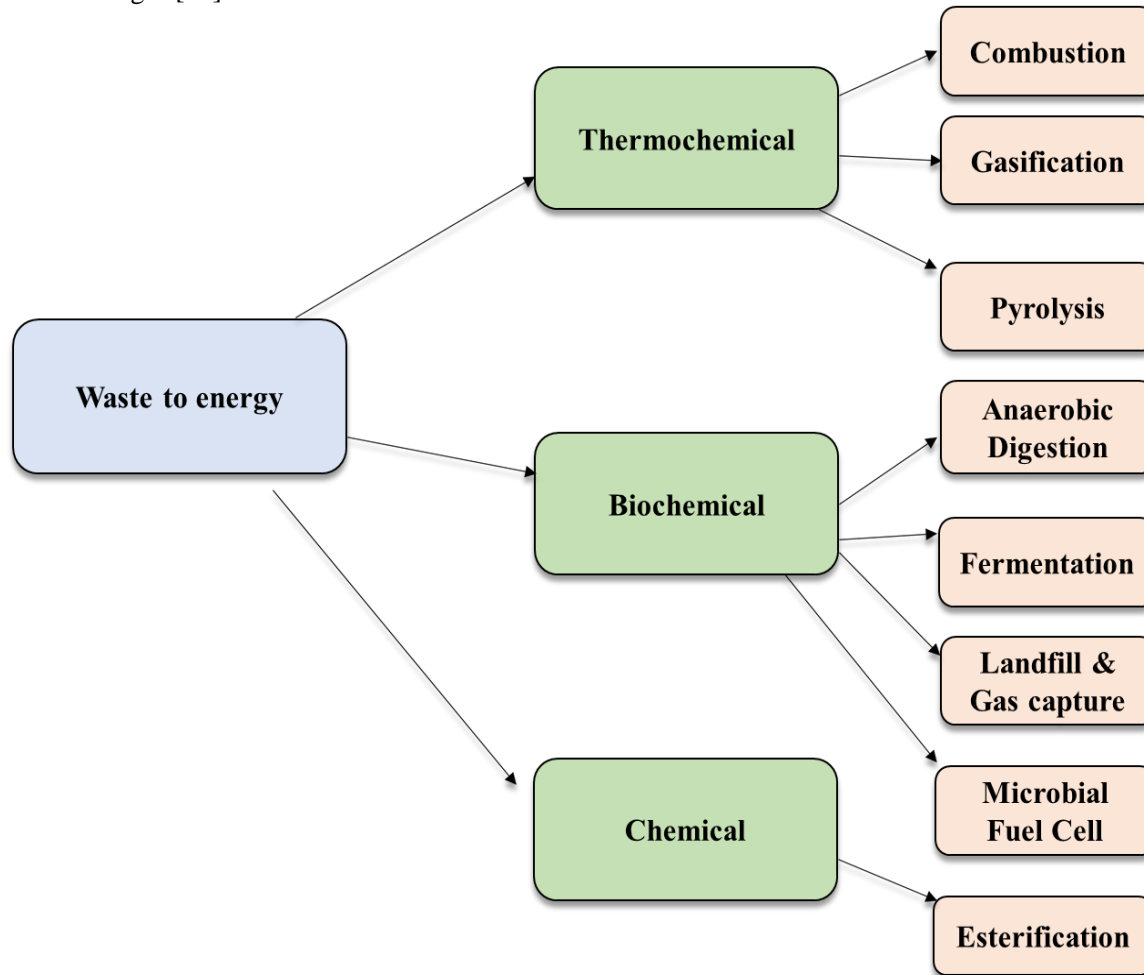 Combustion
Thermochemical
Gasification
Pyrolysis
Waste to energy
Anaerobic
Digestion
Biochemical
Fermentation
Landfill &
Gas capture
Microbial
Fuel Cell
Chemical
Esterification